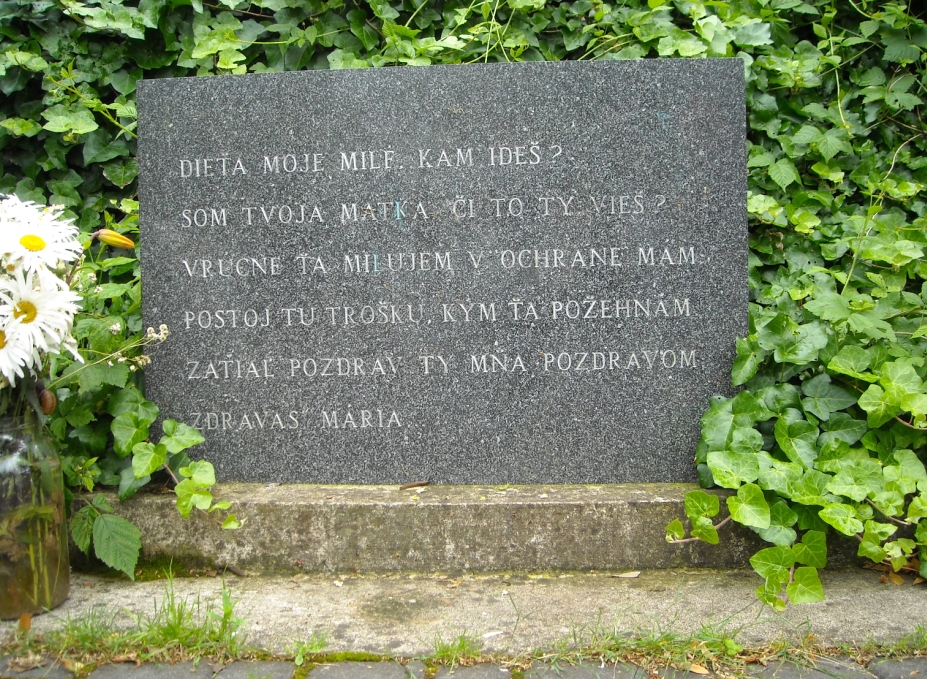 DIEŤA MOJE MILÉ, KAM IDEŠ?
SOM TVOJA MATKA, ČI TO TY VIEŠ?
VRÚCNE ŤA MILUJEM V OCHRANE MÁM,
POSTOJ TU TROŠKU, KÝM ŤA POŽEHNÁM.
ZATIAĽ POZDRAV TY MŇA POZDRAVOM,
ZDRAVAS' MÁRIA.